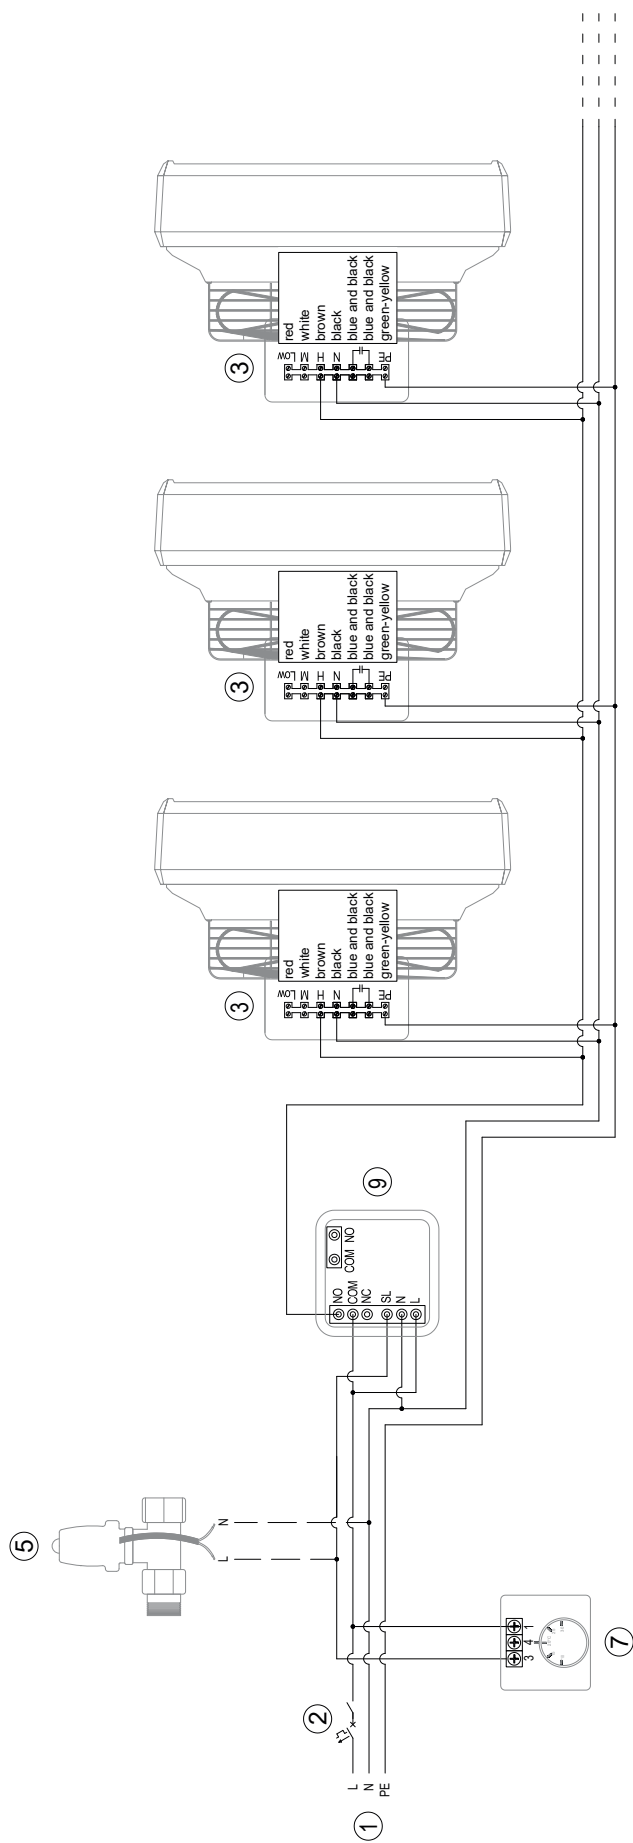 5
L
N
2
1
L
N
PE
7
3
4
1
9
NO
COM
NC
SL
N
L
COM NO
3
Low
M
H
N
PE
red
white
brown
black
blue and black
blue and black
green-yellow
3
Low
M
H
N
PE
red
white
brown
black
blue and black
blue and black
green-yellow
3
Low
M
H
N
PE
red
white
brown
black
blue and black
blue and black
green-yellow